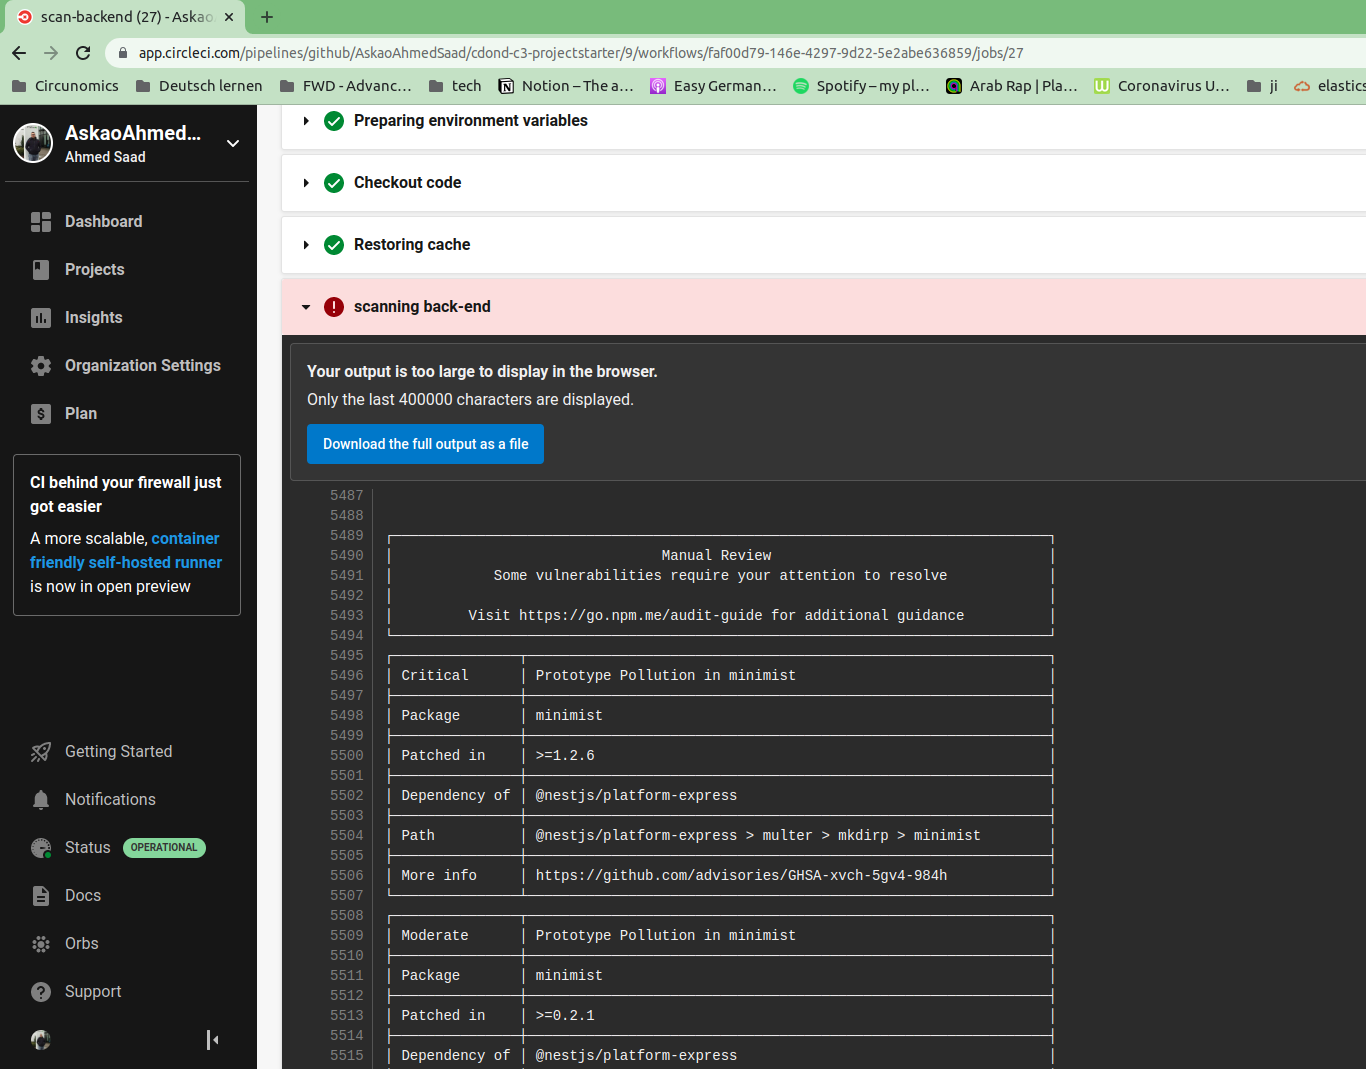 scan-backend (27) - Askao
app.circleci.com/pipelines/github/AskaoAhmedSaad/cdond-c3-projectstarter/9/workflows/faf00d79-146e-4297-9d22-5e2abe636859/jobs/27
Circunomics
Deutsch lernen
FWD - Advanc...
tech
Notion – The a...
Easy German...
Spotify – my pl...
Arab Rap | Pla...
Coronavirus U...
ji
elastics
AskaoAhmed...
Ahmed Saad
Dashboard
Projects
Insights
Organization Settings
Plan
CI behind your firewall just
got easier
A more scalable, container
friendly self-hosted runner
is now in open preview
Getting Started
Notifications
Status OPERATIONAL
Docs
Orbs
Support
Preparing environment variables
Checkout code
Restoring cache
scanning back-end
Your output is too large to display in the browser.
Only the last 400000 characters are displayed.
Download the full output as a file
5487
5488
5489
5490 Manual Review
5491 Some vulnerabilities require your attention to resolve
5492
5493 Visit https://go.npm.me/audit-guide for additional guidance
5494
5495
5496 Critical Prototype Pollution in minimist
5497
5498 Package minimist
5499
5500 Patched in >=1.2.6
5501
5502 Dependency of @nestjs/platform-express
5503
5504 Path @nestjs/platform-express > multer > mkdirp > minimist
5505
5506 More info https://github.com/advisories/GHSA-xvch-5gv4-984h
5507
5508
5509 Moderate Prototype Pollution in minimist
5510
5511 Package minimist
5512
5513 Patched in >=0.2.1
5514
5515 Dependency of @nestjs/platform-express